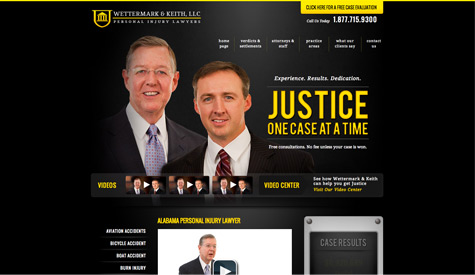 WETTERMARK & KEITH, LLC
PERSONAL INJURY LAWYERS
CLICK HERE FOR A FREE CASE EVALUATION
Call Us Today 1.877.715.9300
home page
verdicts & settlements
attorneys & staff
practice areas
what our clients say
contact us
Experience. Results. Dedication.
JUSTICE
ONE CASE AT A TIME
Free consultations. No fee unless your case is won.
VIDEOS
VIDEO CENTER
See how Wettermark & Keith
can help you get Justice
Visit Our Video Center
ALABAMA PERSONAL INJURY LAWYER
AVIATION ACCIDENTS
BICYCLE ACCIDENT
BOAT ACCIDENT
BURN INJURY
CASE RESULTS